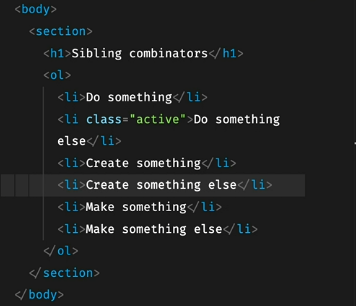 <body>
<section>
<h1>Sibling combinators</h1>
<ol>
<li>Do something</li>
<li class="active">Do something
else</li>
<li>Create something</li>
<li>Create something else</li>
<li>Make something</li>
<li>Make something else</li>
</ol>
</section>
</body>